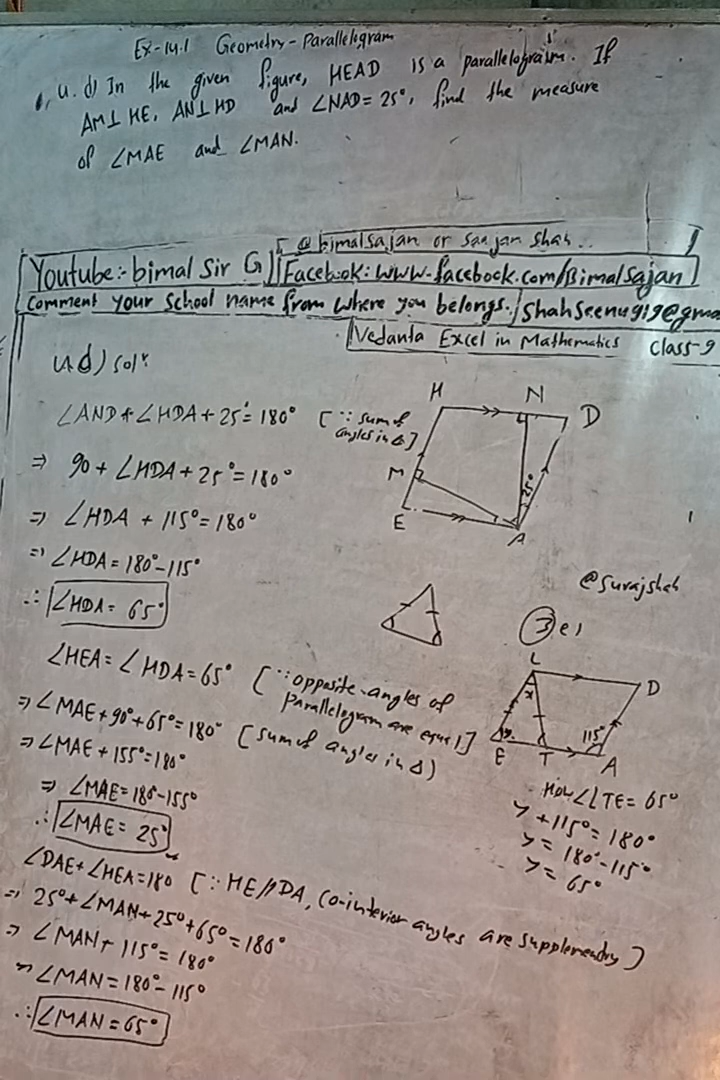 Ex-14.1 Geometry-Parallelogram
4. d) In the given figure, HEAD is a parallelogram. If
AM⊥HE, AN⊥HD and ∠NAD=25°, find the measure
of ∠MAE and ∠MAN.
@bimalsajan or Sanjan Shah..
Youtube:-bimal Sir G
Facebook: www.facebook.com/Bimalsajan
Comment your School name from where you belongs.
Shahseenu919@gma
Vedanta Excel in Mathematics Class-9
4d) solⁿ
∠AND+∠HDA+25°=180° [∵ sum of
angles in Δ]
⇒ 90+∠HDA+25°=180°
⇒ ∠HDA + 115°=180°
⇒ ∠HDA=180°-115°
∴ ∠HDA= 65°
H N D
M 25°
E A
@Surajshah
∠HEA=∠HDA=65° [∵ opposite angles of
parallelogram are equal]
⇒ ∠MAE+90°+65°=180° [sum of angles in Δ)
⇒ ∠MAE+155°=180°
⇒ ∠MAE=180-155°
∴ ∠MAE= 25°
∠DAE+∠HEA=180 [∵ HE//DA, Co-interior angles are Supplementry]
⇒ 25°+∠MAN+25°+65°=180°
⇒ ∠MAN+115°=180°
⇒ ∠MAN=180°-115°
∴ ∠MAN=65°
3 e)
L D
x
115°
E T A
Now ∠LTE=65°
y+115°=180°
y=180°-115°
y=65°